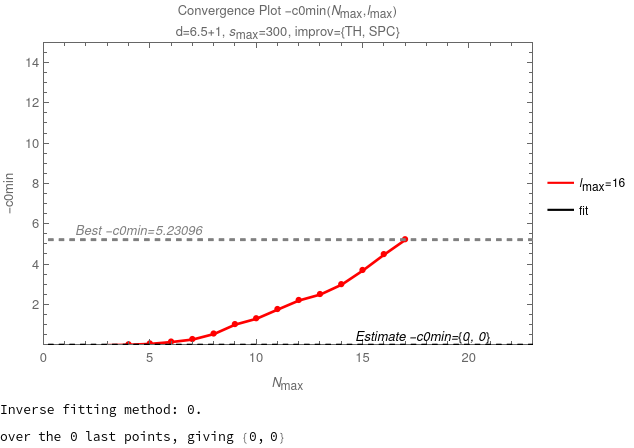 Convergence Plot −c0min(Nmax,lmax)
d=6.5+1, smax=300, improv={TH, SPC}
14
12
10
8
6
4
2
−c0min
Best −c0min=5.23096
Estimate −c0min={0, 0}
0
5
10
15
20
Nmax
lmax=16
fit
Inverse fitting method: 0.
over the 0 last points, giving {0, 0}